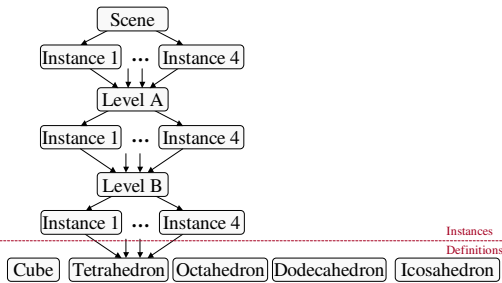 Scene
Instance 1 ... Instance 4
Level A
Instance 1 ... Instance 4
Level B
Instance 1 ... Instance 4
Instances
Definitions
Cube Tetrahedron Octahedron Dodecahedron Icosahedron